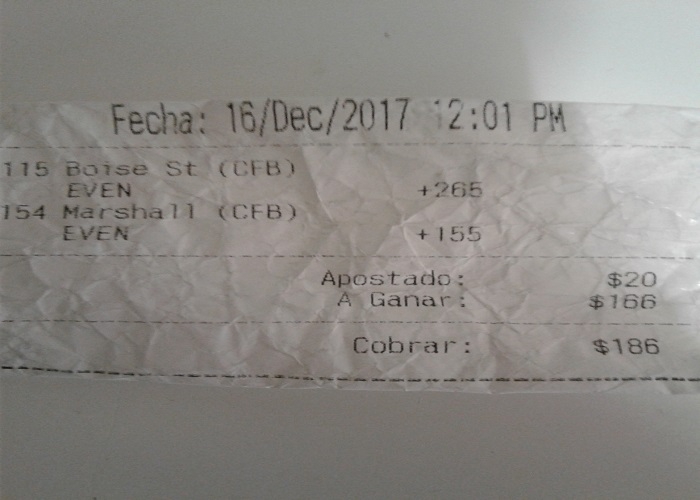 Fecha: 16/Dec/2017 12:01 PM
115 Boise St (CFB)
EVEN +265
154 Marshall (CFB)
EVEN +155
Apostado: $20
A Ganar: $166
Cobrar: $186